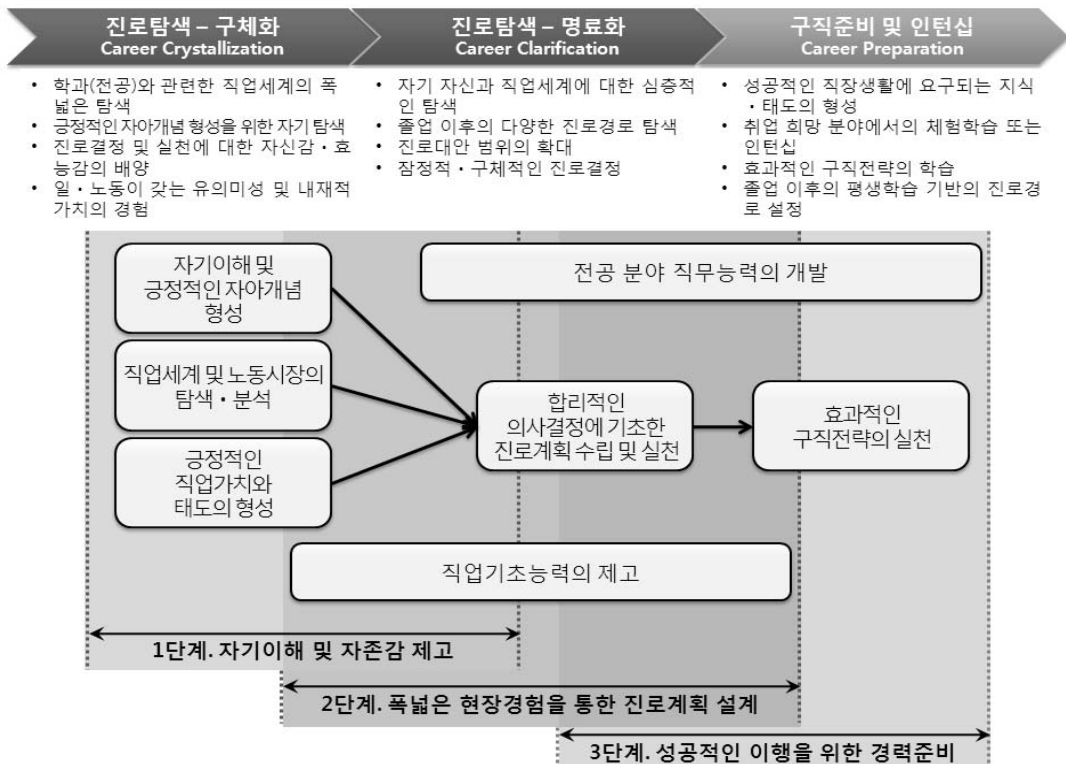 진로탐색 – 구체화
Career Crystallization
진로탐색 – 명료화
Career Clarification
구직준비 및 인턴십
Career Preparation
• 학과(전공)와 관련한 직업세계의 폭
넓은 탐색
• 긍정적인 자아개념 형성을 위한 자기 탐색
• 진로결정 및 실천에 대한 자신감・효
능감의 배양
• 일・노동이 갖는 유의미성 및 내재적
가치의 경험
• 자기 자신과 직업세계에 대한 심층적
인 탐색
• 졸업 이후의 다양한 진로경로 탐색
• 진로대안 범위의 확대
• 잠정적・구체적인 진로결정
• 성공적인 직장생활에 요구되는 지식
・태도의 형성
• 취업 희망 분야에서의 체험학습 또는
인턴십
• 효과적인 구직전략의 학습
• 졸업 이후의 평생학습 기반의 진로경
로 설정
자기이해 및
긍정적인 자아개념
형성
전공 분야 직무능력의 개발
직업세계 및 노동시장의
탐색・분석
합리적인
의사결정에 기초한
진로계획 수립 및 실천
효과적인
구직전략의 실천
긍정적인
직업가치와
태도의 형성
직업기초능력의 제고
1단계. 자기이해 및 자존감 제고
2단계. 폭넓은 현장경험을 통한 진로계획 설계
3단계. 성공적인 이행을 위한 경력준비